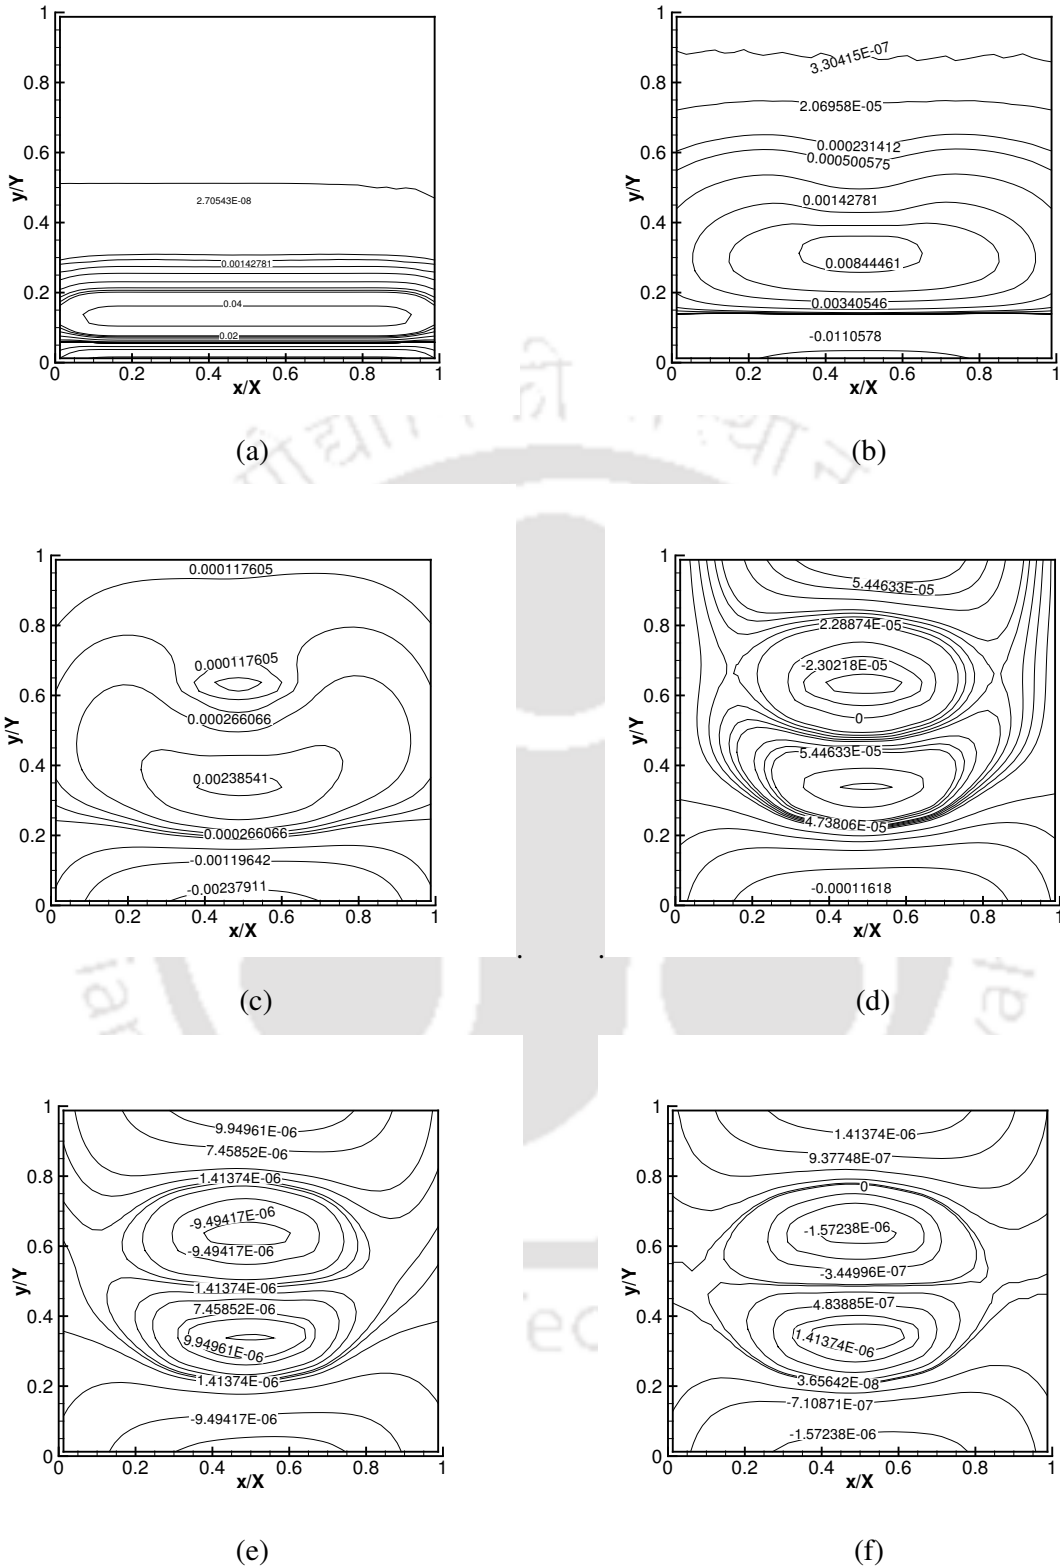 1
0.8
0.6
0.4
0.2
0
y/Y
2.70543E-08
0.00142781
0.04
0.02
0 0.2 0.4 0.6 0.8 1
x/X
(a)
1
0.8
0.6
0.4
0.2
0
y/Y
3.30415E-07
2.06958E-05
0.000231412
0.000500575
0.00142781
0.00844461
0.00340546
-0.0110578
0 0.2 0.4 0.6 0.8 1
x/X
(b)
1
0.8
0.6
0.4
0.2
0
y/Y
0.000117605
0.000117605
0.000266066
0.00238541
0.000266066
-0.00119642
-0.00237911
0 0.2 0.4 0.6 0.8 1
x/X
(c)
1
0.8
0.6
0.4
0.2
0
y/Y
5.44633E-05
2.28874E-05
-2.30218E-05
0
5.44633E-05
4.73806E-05
-0.00011618
0 0.2 0.4 0.6 0.8 1
x/X
(d)
1
0.8
0.6
0.4
0.2
0
y/Y
9.94961E-06
7.45852E-06
1.41374E-06
-9.49417E-06
-9.49417E-06
1.41374E-06
7.45852E-06
9.94961E-06
1.41374E-06
-9.49417E-06
0 0.2 0.4 0.6 0.8 1
x/X
(e)
1
0.8
0.6
0.4
0.2
0
y/Y
1.41374E-06
9.37748E-07
0
-1.57238E-06
-3.44996E-07
4.83885E-07
1.41374E-06
3.65642E-08
-7.10871E-07
-1.57238E-06
0 0.2 0.4 0.6 0.8 1
x/X
(f)